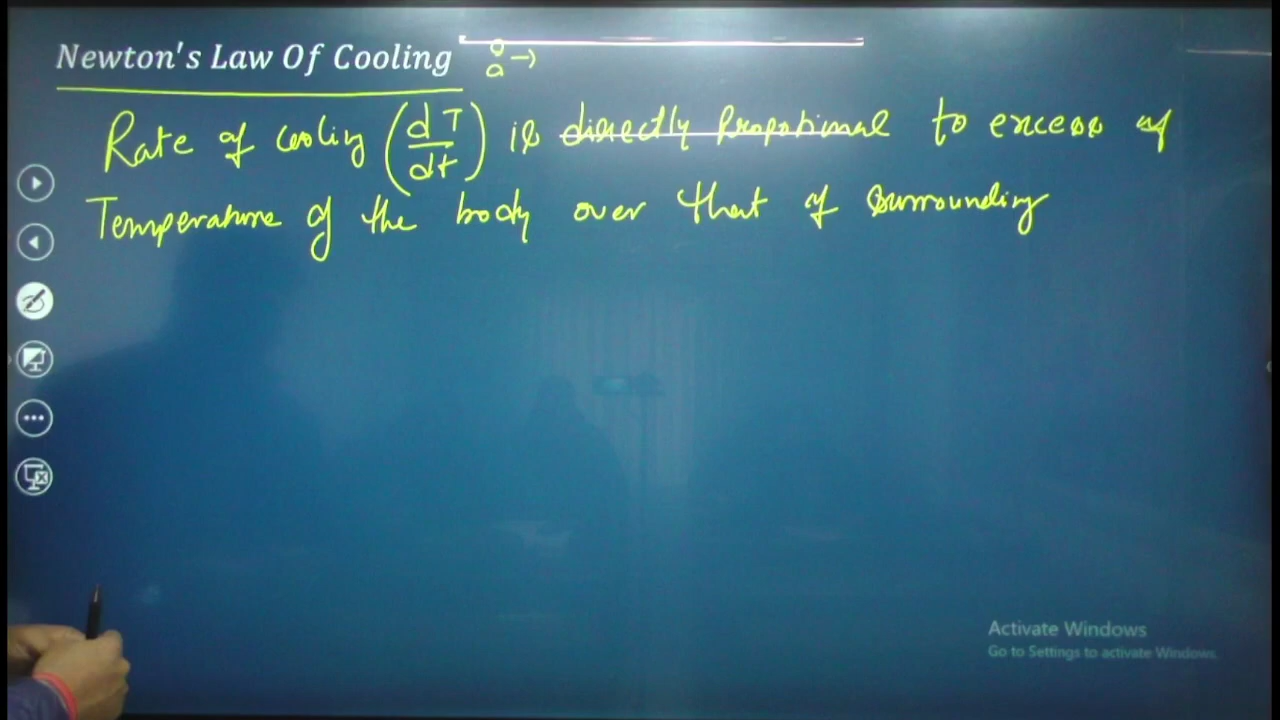 Newton's Law Of Cooling :→
Rate of cooling (dT/dt) is directly Propotional to excess of
Temperature of the body over that of surrounding
Activate Windows
Go to Settings to activate Windows.